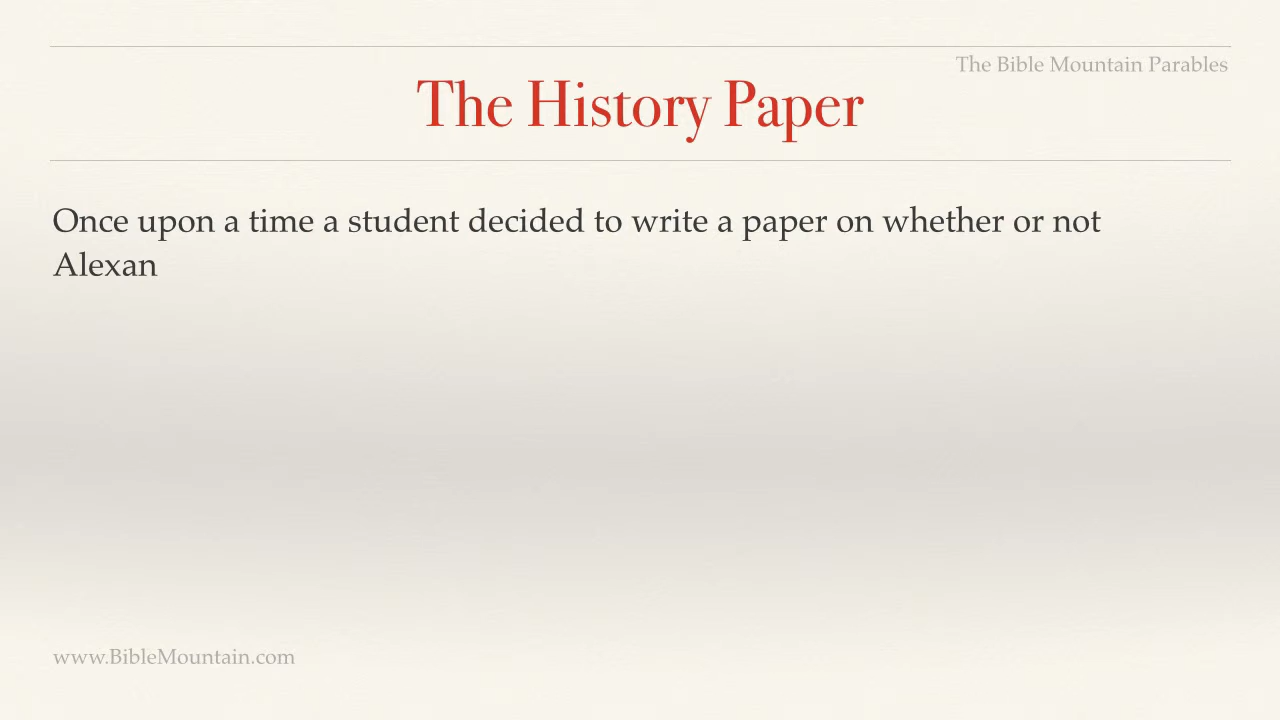 The Bible Mountain Parables
The History Paper
Once upon a time a student decided to write a paper on whether or not
Alexan
www.BibleMountain.com